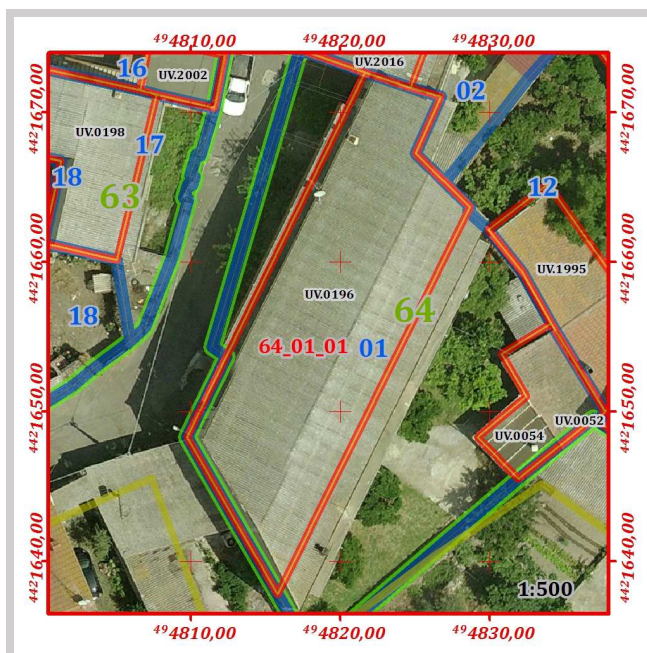 ⁴⁹4810,00 ⁴⁹4820,00 ⁴⁹4830,00
16 UV.2002 UV.2016 02
⁴⁴²1670,00 ⁴⁴²1670,00
UV.0198 17
18 63 12
⁴⁴²1660,00 ⁴⁴²1660,00
UV.1995
UV.0196
18 64
64_01_01 01
⁴⁴²1650,00 ⁴⁴²1650,00
UV.0052
UV.0054
⁴⁴²1640,00 ⁴⁴²1640,00
1:500
⁴⁹4810,00 ⁴⁹4820,00 ⁴⁹4830,00